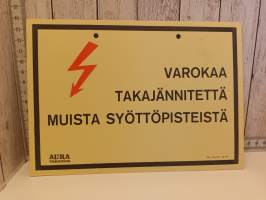 VAROKAA
TAKAJÄNNITETTÄ
MUISTA SYÖTTÖPISTEISTÄ
AURA